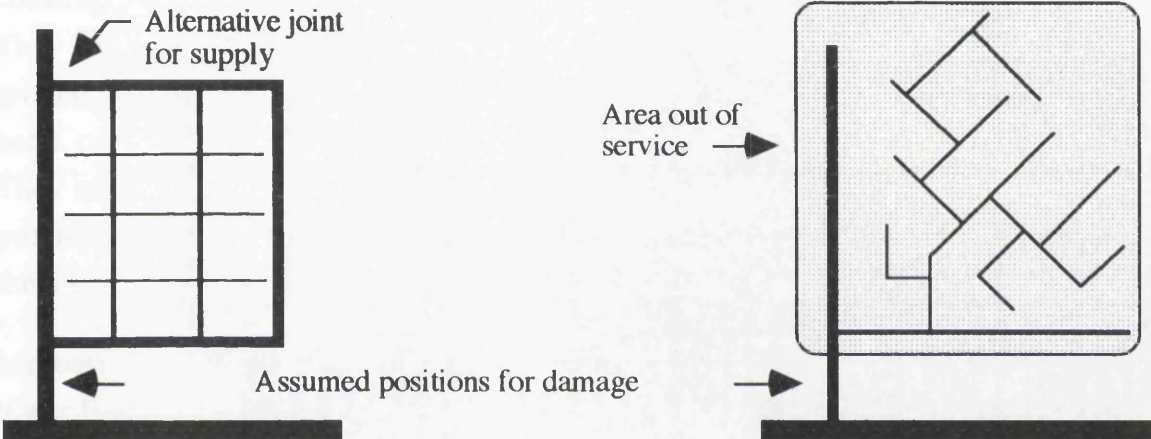 Alternative joint
for supply
Area out of
service
Assumed positions for damage